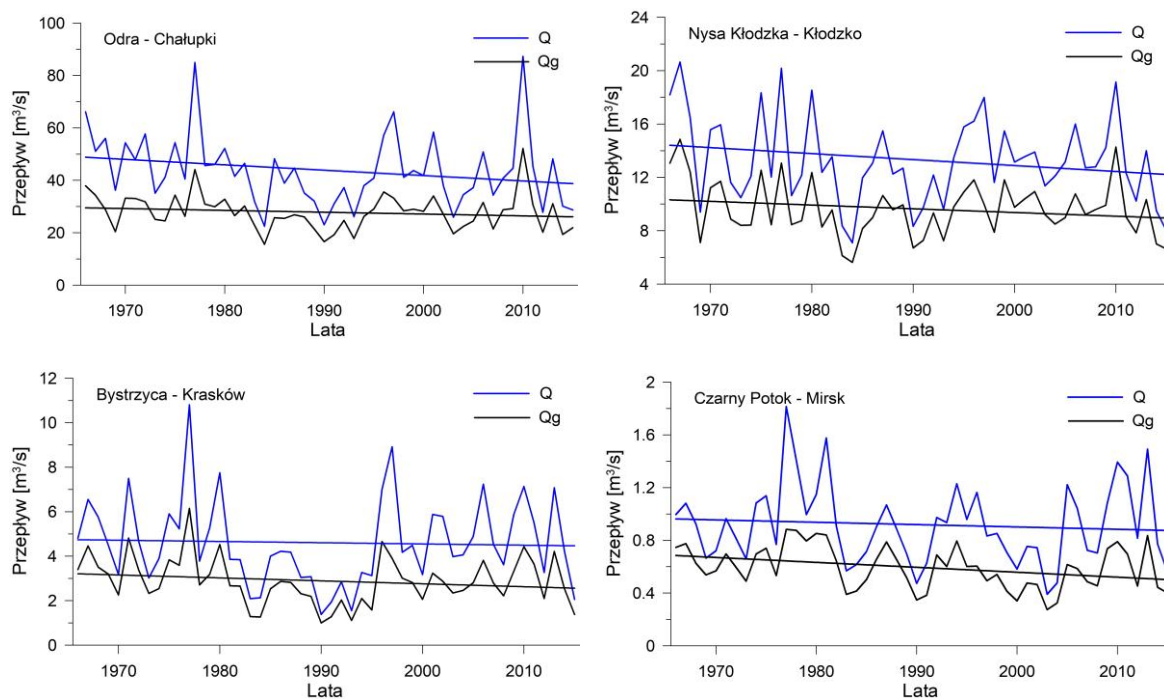 Odra - Chałupki
Q
Qg
Przepływ [m³/s]
100
80
60
40
20
0
1970
1980
1990
2000
2010
Lata
Nysa Kłodzka - Kłodzko
Q
Qg
Przepływ [m³/s]
24
20
16
12
8
4
1970
1980
1990
2000
2010
Lata
Bystrzyca - Krasków
Q
Qg
Przepływ [m³/s]
12
10
8
6
4
2
0
1970
1980
1990
2000
2010
Lata
Czarny Potok - Mirsk
Q
Qg
Przepływ [m³/s]
2
1.6
1.2
0.8
0.4
0
1970
1980
1990
2000
2010
Lata